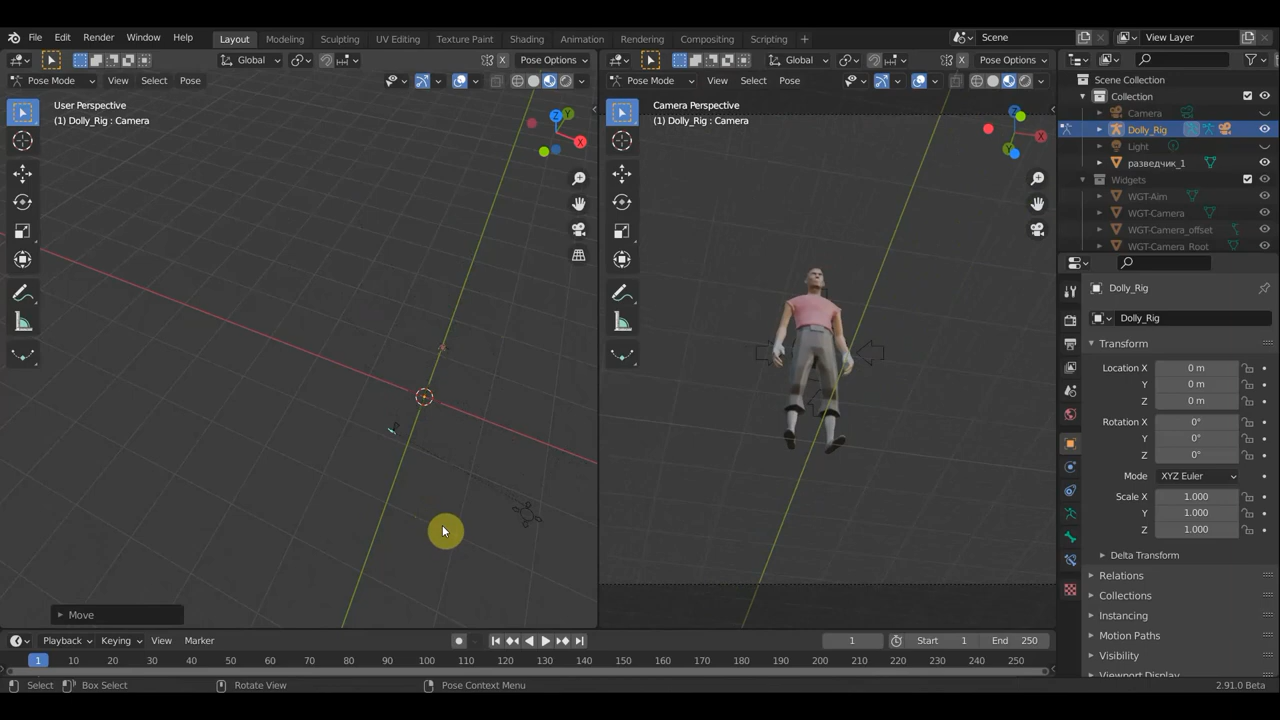 File Edit Render Window Help Layout Modeling Sculpting UV Editing Texture Paint Shading Animation Rendering Compositing Scripting + Scene View Layer
Global Pose Options Global Pose Options
Pose Mode View Select Pose Pose Mode View Select Pose
User Perspective
(1) Dolly_Rig : Camera
Camera Perspective
(1) Dolly_Rig : Camera
Scene Collection
Collection
Camera
Dolly_Rig
Light
разведчик_1
Widgets
WGT-Aim
WGT-Camera
WGT-Camera_offset
WGT-Camera_Root
Dolly_Rig
Dolly_Rig
Transform
Location X 0 m
Y 0 m
Z 0 m
Rotation X 0°
Y 0°
Z 0°
Mode XYZ Euler
Scale X 1.000
Y 1.000
Z 1.000
Delta Transform
Relations
Collections
Instancing
Motion Paths
Visibility
Viewport Display
Move
Playback Keying View Marker 1 Start 1 End 250
1 10 20 30 40 50 60 70 80 90 100 110 120 130 140 150 160 170 180 190 200 210 220 230 240 250
Select Box Select Rotate View Pose Context Menu 2.91.0 Beta